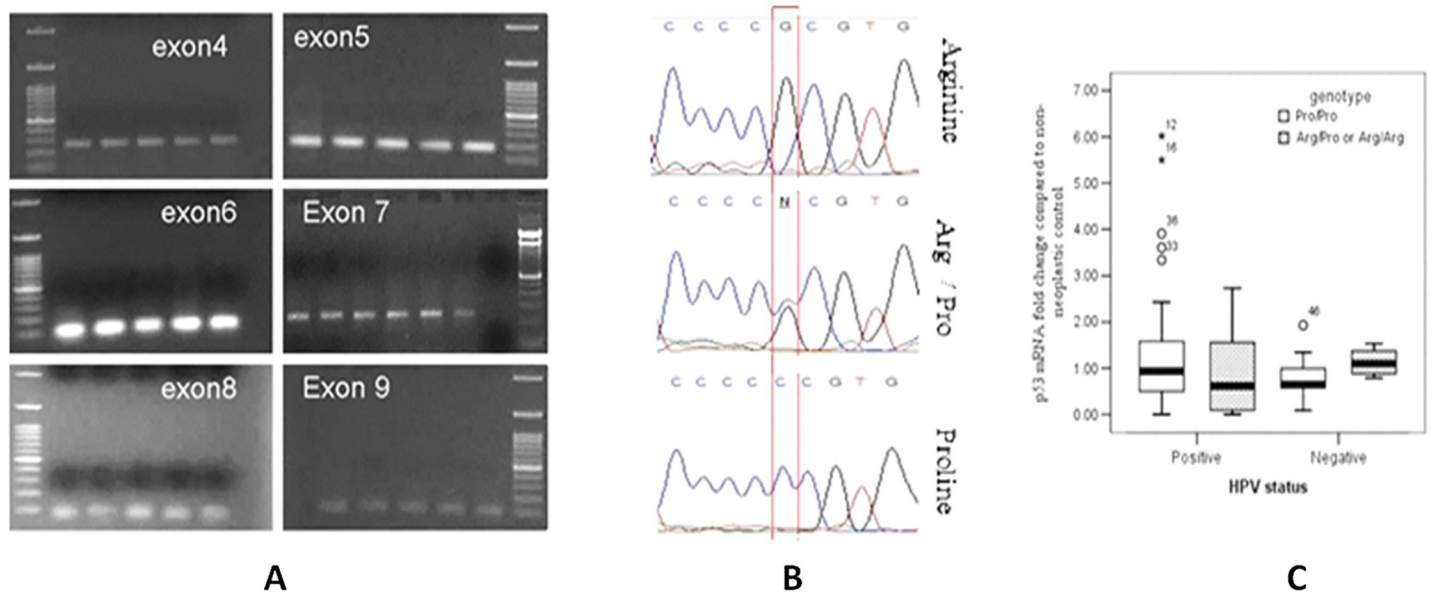 exon4
exon5
exon6
Exon 7
exon8
Exon 9
A
C C C C G C G T G
Arginine
C C C C N C G T G
Arg / Pro
C C C C C C G T G
Proline
B
p53 mRNA fold change compared to non-
neoplastic control
7.00
6.00
5.00
4.00
3.00
2.00
1.00
0.00
genotype
Pro/Pro
Arg/Pro or Arg/Arg
12
16
36
33
46
Positive
Negative
HPV status
C